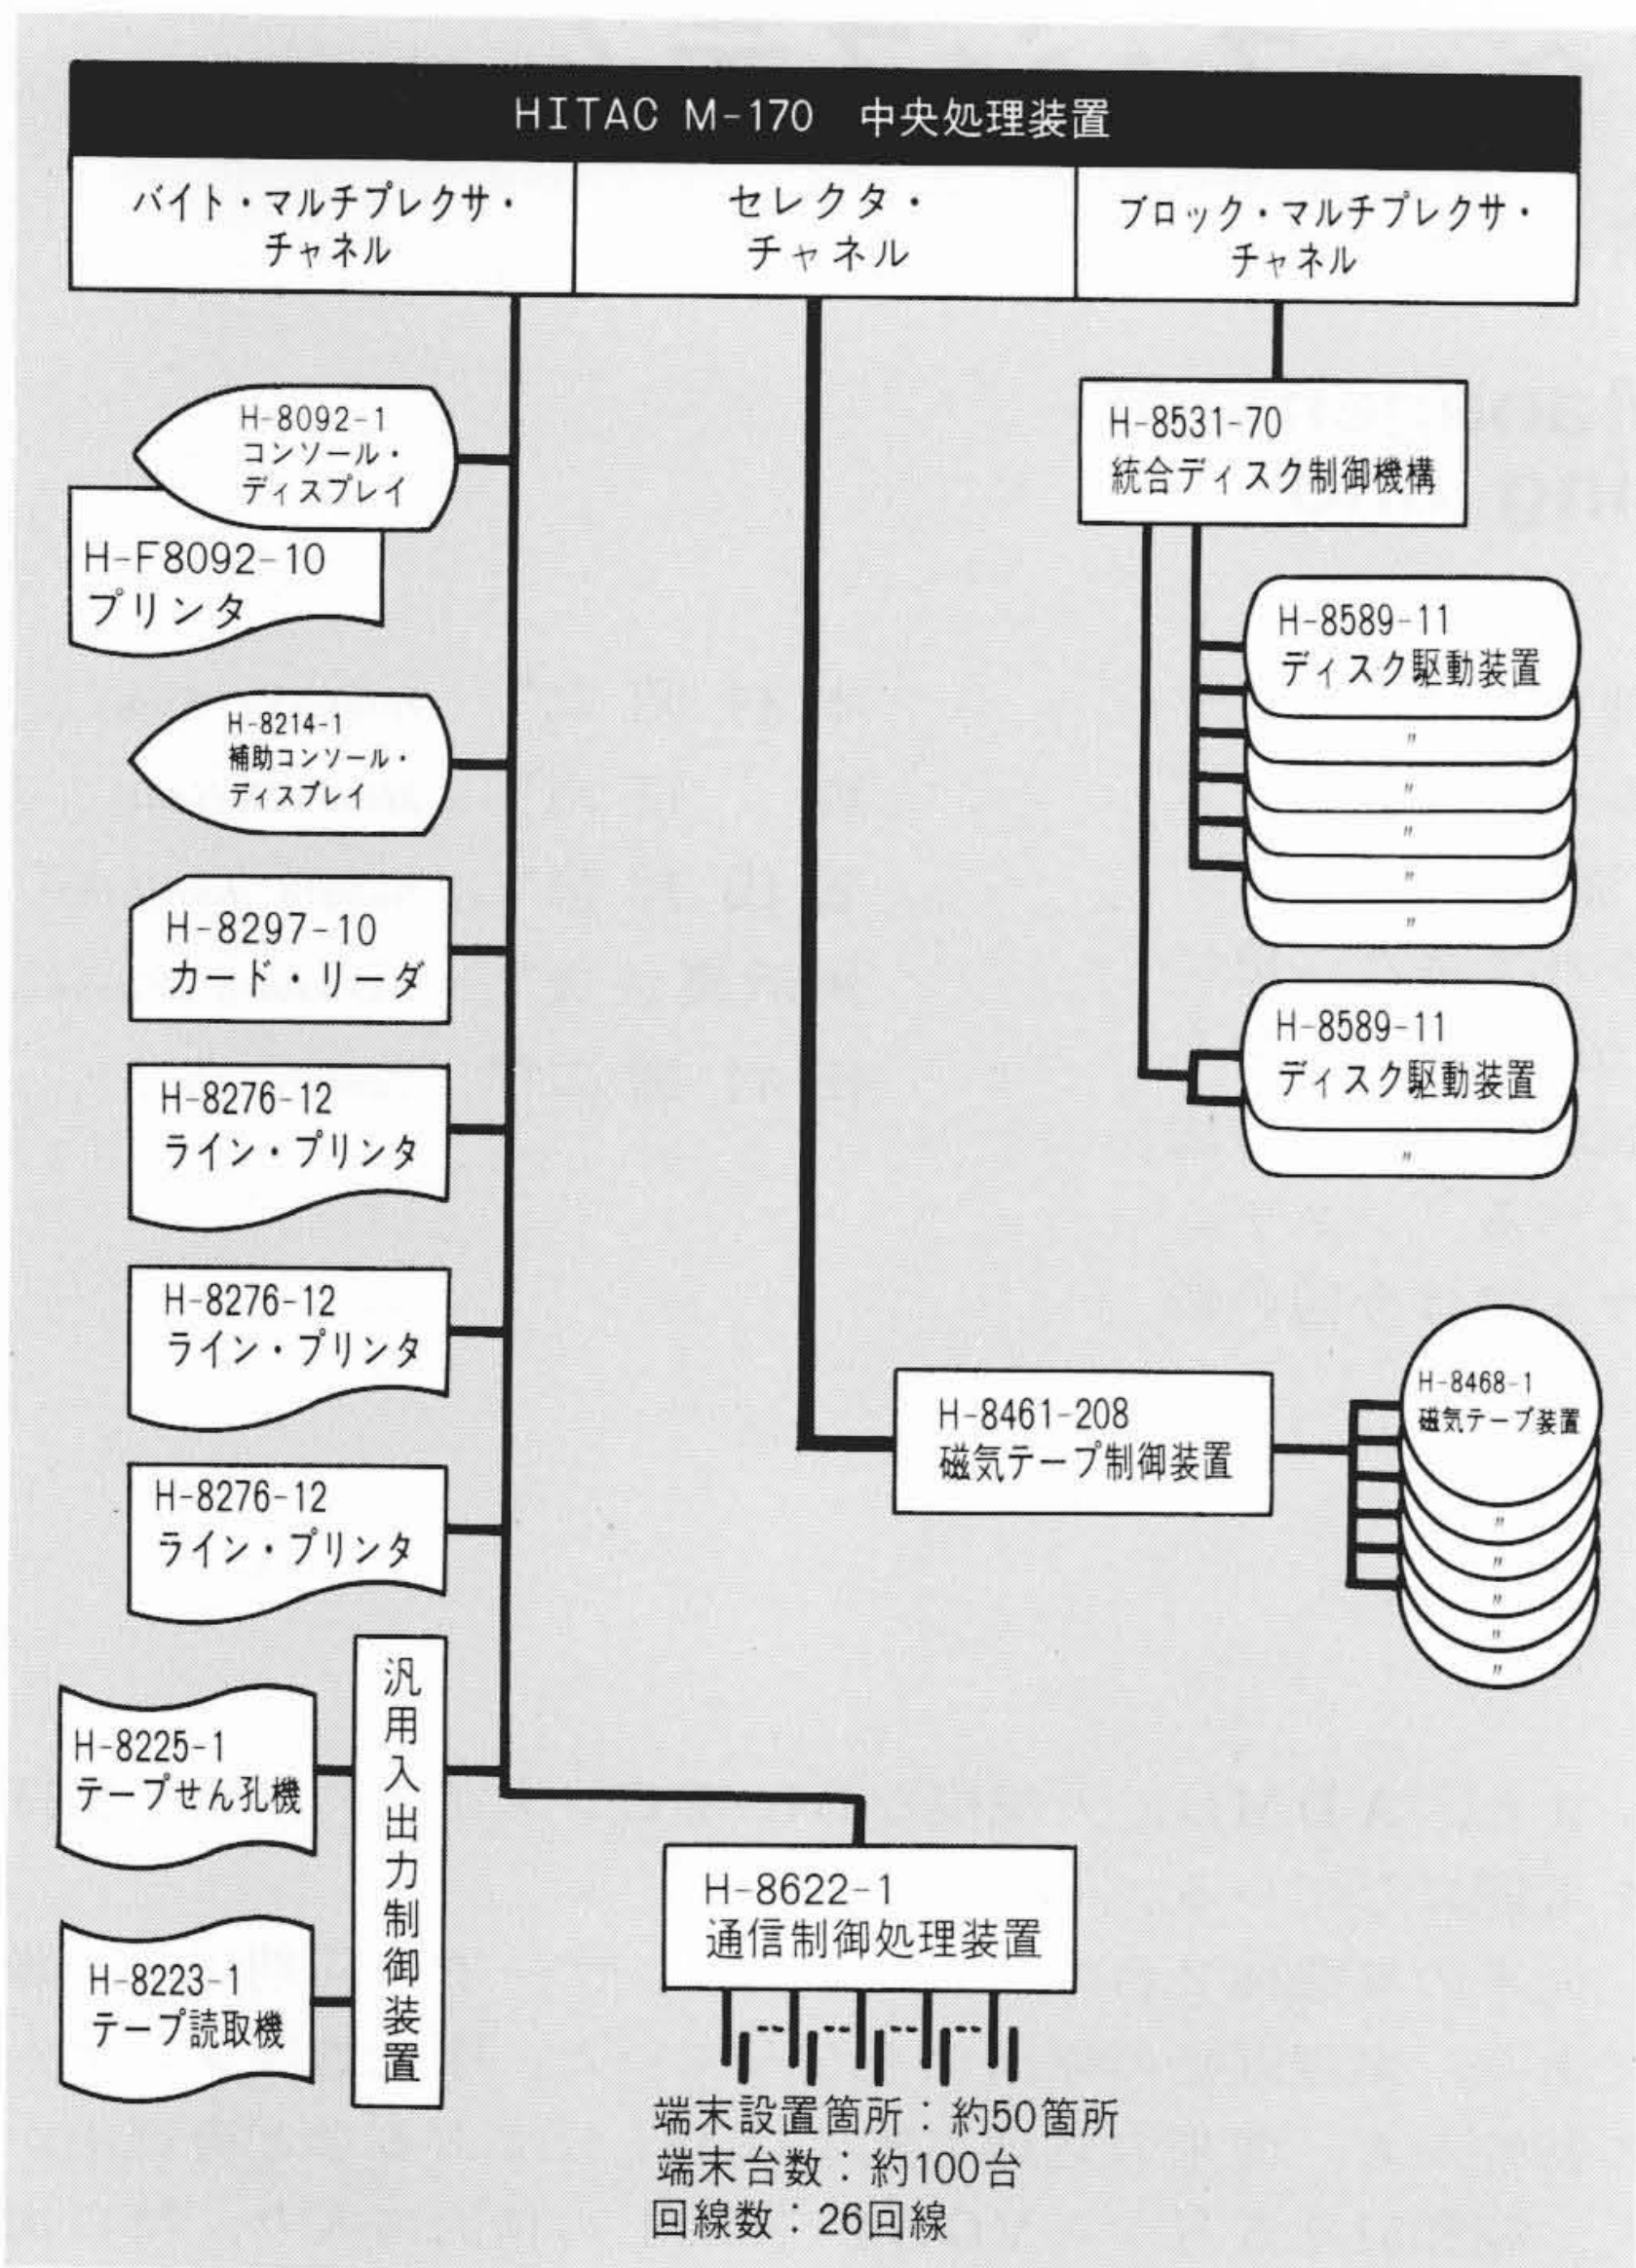 HITAC M-170 中央処理装置
バイト・マルチプレクサ・
チャネル
セレクタ・
チャネル
ブロック・マルチプレクサ・
チャネル
H-8092-1
コンソール・
ディスプレイ
H-F8092-10
プリンタ
H-8214-1
補助コンソール・
ディスプレイ
H-8297-10
カード・リーダ
H-8276-12
ライン・プリンタ
H-8276-12
ライン・プリンタ
H-8276-12
ライン・プリンタ
汎用入出力制御装置
H-8225-1
テープせん孔機
H-8223-1
テープ読取機
H-8531-70
統合ディスク制御機構
H-8589-11
ディスク駆動装置
〃
〃
〃
〃
〃
H-8589-11
ディスク駆動装置
〃
H-8461-208
磁気テープ制御装置
H-8468-1
磁気テープ装置
〃
〃
〃
〃
〃
H-8622-1
通信制御処理装置
端末設置箇所：約50箇所
端末台数：約100台
回線数：26回線